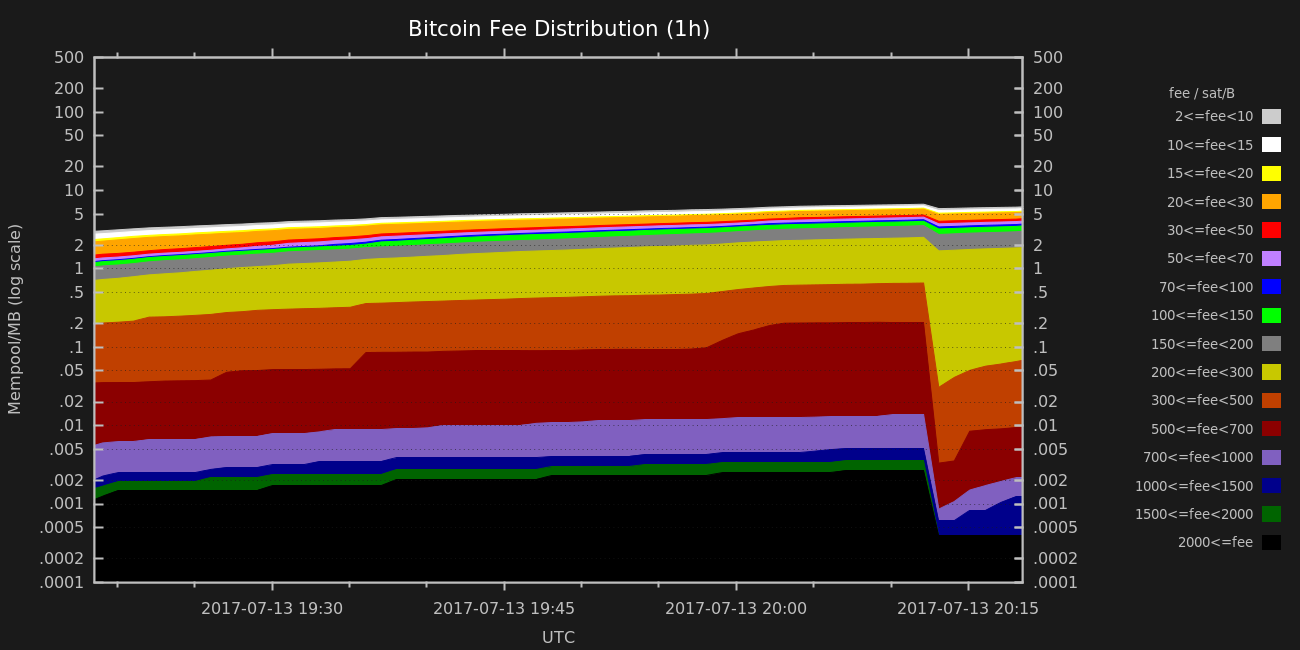 Bitcoin Fee Distribution (1h)
Mempool/MB (log scale)
500
200
100
50
20
10
5
2
1
.5
.2
.1
.05
.02
.01
.005
.002
.001
.0005
.0002
.0001
500
200
100
50
20
10
5
2
1
.5
.2
.1
.05
.02
.01
.005
.002
.001
.0005
.0002
.0001
2017-07-13 19:30
2017-07-13 19:45
2017-07-13 20:00
2017-07-13 20:15
UTC
fee / sat/B
2<=fee<10
10<=fee<15
15<=fee<20
20<=fee<30
30<=fee<50
50<=fee<70
70<=fee<100
100<=fee<150
150<=fee<200
200<=fee<300
300<=fee<500
500<=fee<700
700<=fee<1000
1000<=fee<1500
1500<=fee<2000
2000<=fee